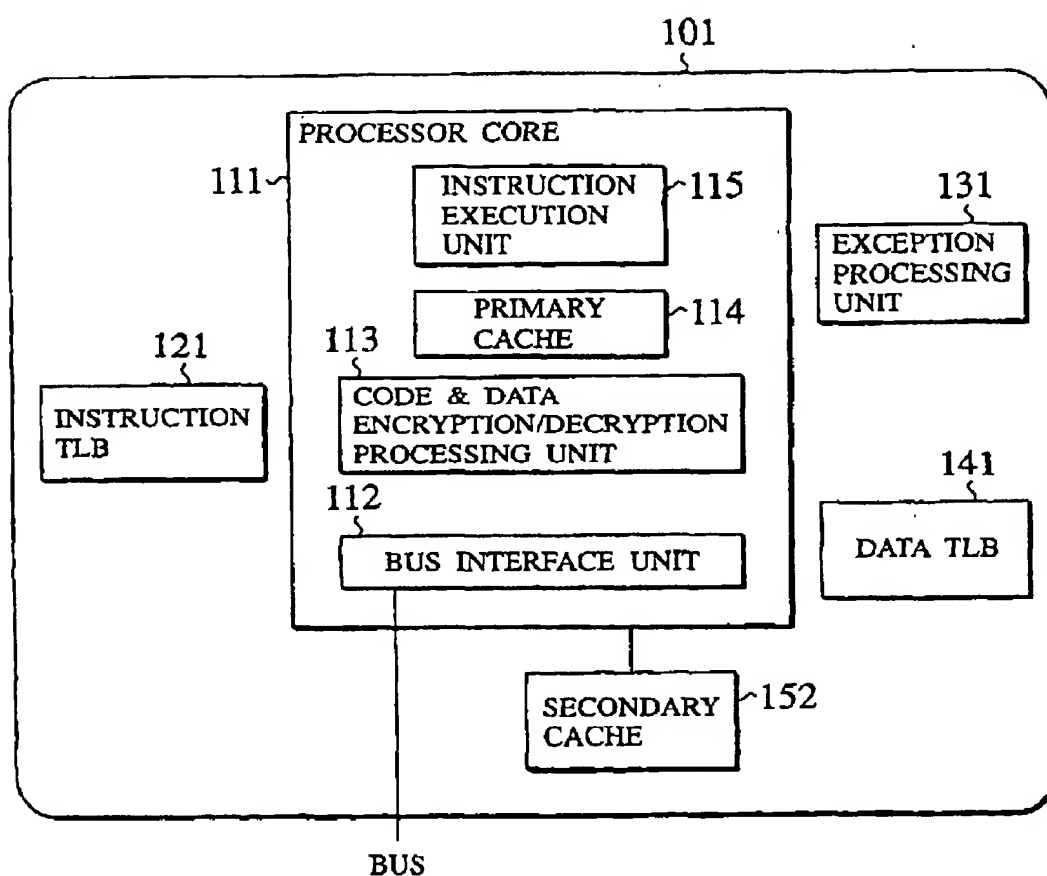 101
PROCESSOR CORE
111
INSTRUCTION
EXECUTION
UNIT
115
131
EXCEPTION
PROCESSING
UNIT
PRIMARY
CACHE
114
121
INSTRUCTION
TLB
113
CODE & DATA
ENCRYPTION/DECRYPTION
PROCESSING UNIT
141
DATA TLB
112
BUS INTERFACE UNIT
SECONDARY
CACHE
152
BUS